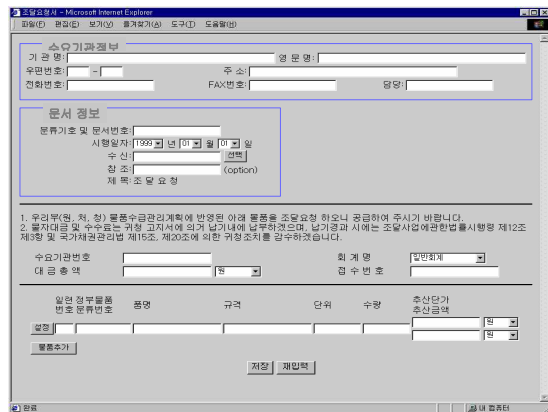 조달요청서 - Microsoft Internet Explorer
파일(F) 편집(E) 보기(V) 즐겨찾기(A) 도구(T) 도움말(H)
수요기관정보
기 관 명: 영 문 명:
우편번호: - 주 소:
전화번호: FAX번호: 담당:
문서 정보
분류기호 및 문서번호:
시행일자: 1999 년 01 월 01 일
수 신: 선택
참 조: (option)
제 목: 조 달 요 청
1. 우리부(원, 처, 청) 물품수급관리계획에 반영된 아래 물품을 조달요청 하오니 공급하여 주시기 바랍니다.
2. 물자대금 및 수수료는 귀청 고지서에 의거 납기내에 납부하겠으며, 납기경과 시에는 조달사업에관한법률시행령 제12조
제3항 및 국가채권관리법 제15조, 제20조에 의한 귀청조치를 감수하겠습니다.
수요기관번호 회 계 명 일반회계
대 금 총 액 원 접 수 번 호
일련 정부물품 품명 규격 단위 수량 추산단가
번호 분류번호 추산금액
설정 원
원
물품추가
저장 재입력
완료 내 컴퓨터